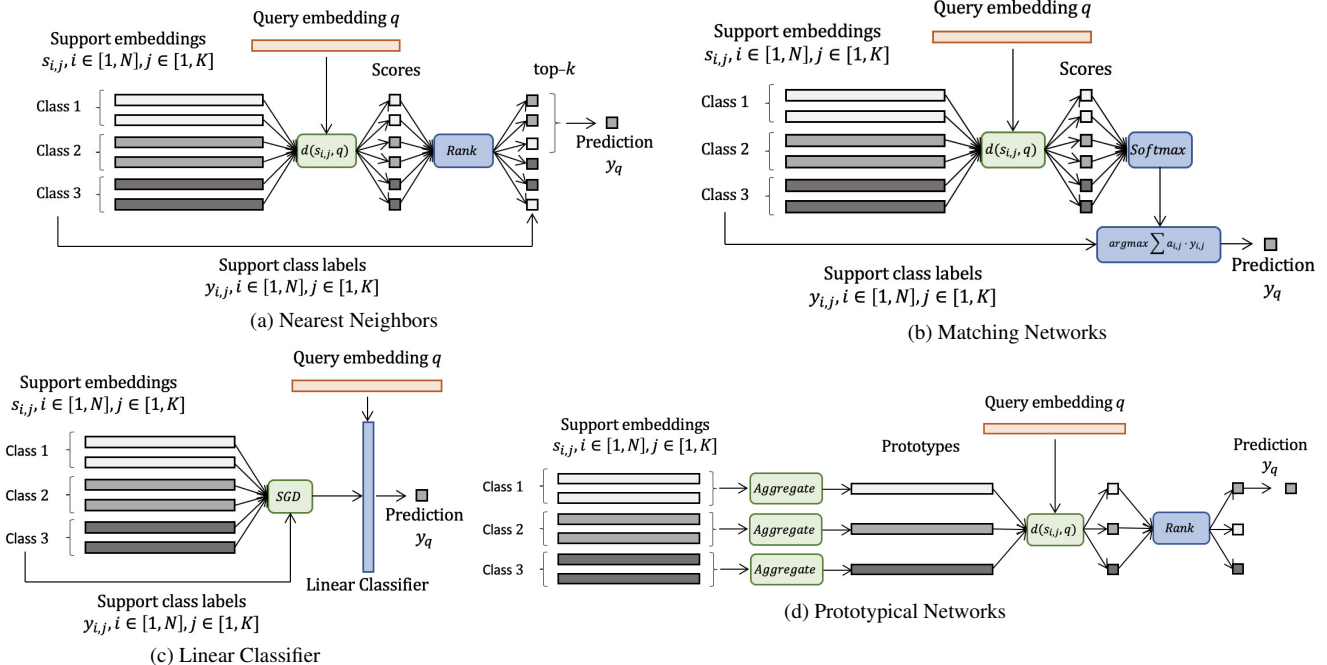 Query embedding q
Support embeddings
s_{i,j}, i ∈ [1, N], j ∈ [1, K]
Scores
top-k
Class 1
Class 2
Class 3
d(s_{i,j}, q)
Rank
Prediction
y_q
Support class labels
y_{i,j}, i ∈ [1, N], j ∈ [1, K]
(a) Nearest Neighbors
Query embedding q
Support embeddings
s_{i,j}, i ∈ [1, N], j ∈ [1, K]
Scores
Class 1
Class 2
Class 3
d(s_{i,j}, q)
Softmax
argmax ∑ a_{i,j} · y_{i,j}
Prediction
y_q
Support class labels
y_{i,j}, i ∈ [1, N], j ∈ [1, K]
(b) Matching Networks
Query embedding q
Support embeddings
s_{i,j}, i ∈ [1, N], j ∈ [1, K]
Class 1
Class 2
Class 3
SGD
Prediction
y_q
Linear Classifier
Support class labels
y_{i,j}, i ∈ [1, N], j ∈ [1, K]
(c) Linear Classifier
Query embedding q
Support embeddings
s_{i,j}, i ∈ [1, N], j ∈ [1, K]
Prototypes
Prediction
y_q
Class 1
Aggregate
Class 2
Aggregate
d(s_{i,j}, q)
Rank
Class 3
Aggregate
(d) Prototypical Networks